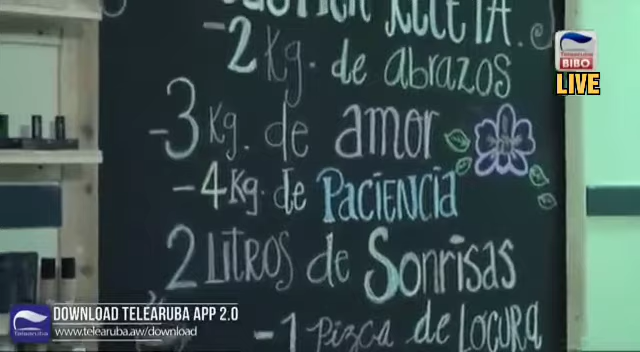 RECETA.
-2 Kg. de abrazos
-3 Kg. de amor
-4 Kg. de PACIENCIA
2 LITROS de SonRisas
-1 Pizca de LOCURA
TeleAruba
BIBO
LIVE
DOWNLOAD TELEARUBA APP 2.0
www.telearuba.aw/download